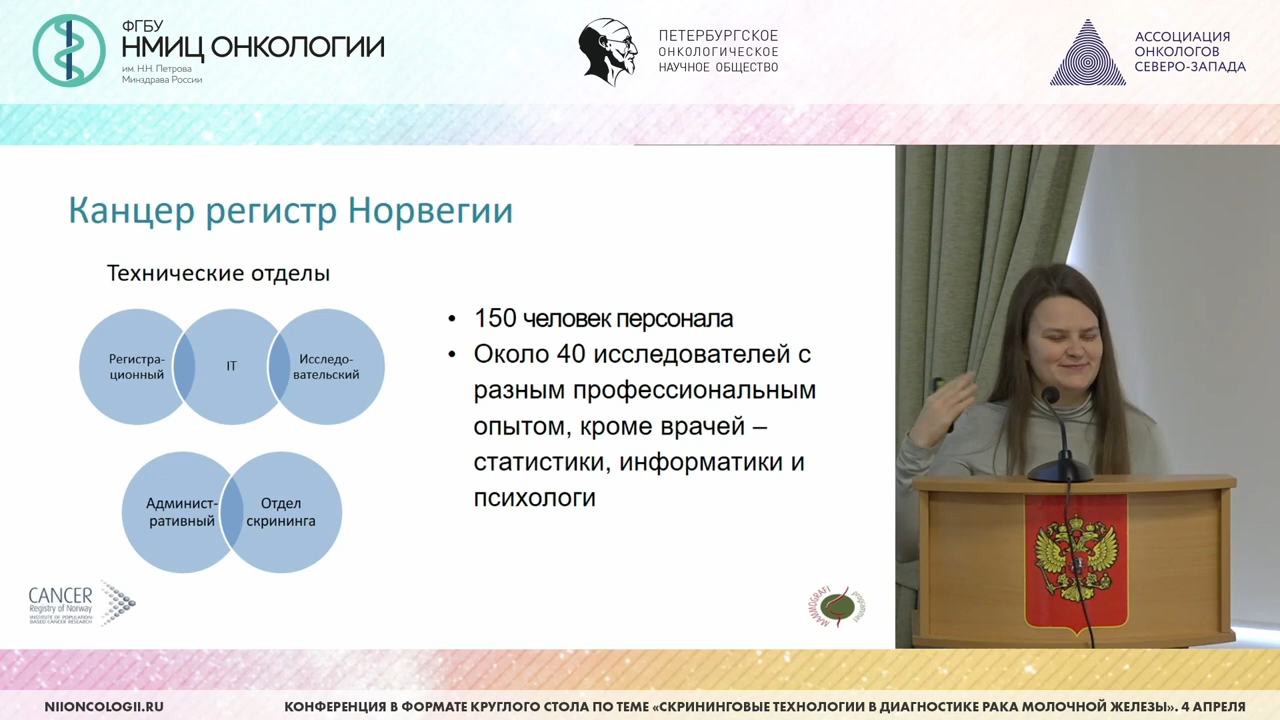 ФГБУ
НМИЦ ОНКОЛОГИИ
им. Н.Н. Петрова
Минздрава России
ПЕТЕРБУРГСКОЕ
ОНКОЛОГИЧЕСКОЕ
НАУЧНОЕ ОБЩЕСТВО
АССОЦИАЦИЯ
ОНКОЛОГОВ
СЕВЕРО-ЗАПАДА
Канцер регистр Норвегии
Технические отделы
Регистра-
ционный
IT
Исследо-
вательский
Админист-
ративный
Отдел
скрининга
• 150 человек персонала
• Около 40 исследователей с
разным профессиональным
опытом, кроме врачей –
статистики, информатики и
психологи
CANCER
Registry of Norway
INSTITUTE OF POPULATION-
BASED CANCER RESEARCH
MAMMOGRAFI
programmet
NIIONCOLOGII.RU
КОНФЕРЕНЦИЯ В ФОРМАТЕ КРУГЛОГО СТОЛА ПО ТЕМЕ «СКРИНИНГОВЫЕ ТЕХНОЛОГИИ В ДИАГНОСТИКЕ РАКА МОЛОЧНОЙ ЖЕЛЕЗЫ». 4 АПРЕЛЯ